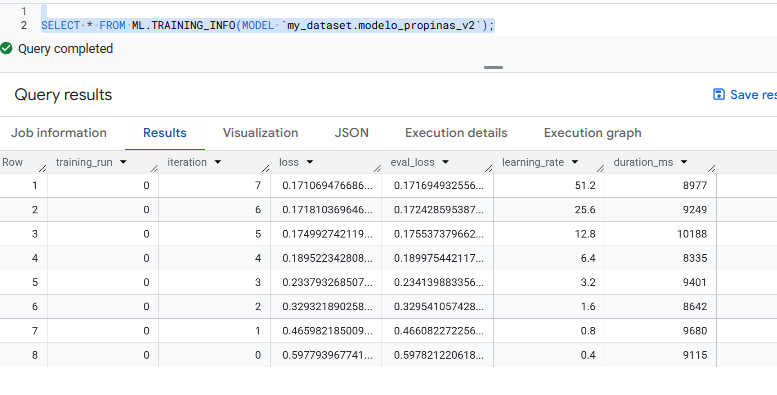 1
2 SELECT * FROM ML.TRAINING_INFO(MODEL `my_dataset.modelo_propinas_v2`);
Query completed
Query results
Save res
Job information Results Visualization JSON Execution details Execution graph
Row training_run iteration loss eval_loss learning_rate duration_ms
1 0 7 0.171069476686... 0.171694932556... 51.2 8977
2 0 6 0.171810369646... 0.172428595387... 25.6 9249
3 0 5 0.174992742119... 0.175537379662... 12.8 10188
4 0 4 0.189522342808... 0.189975442117... 6.4 8335
5 0 3 0.233793268507... 0.234139883356... 3.2 9401
6 0 2 0.329321890258... 0.329541057428... 1.6 8642
7 0 1 0.465982185009... 0.466082272256... 0.8 9680
8 0 0 0.597793967741... 0.597821220618... 0.4 9115